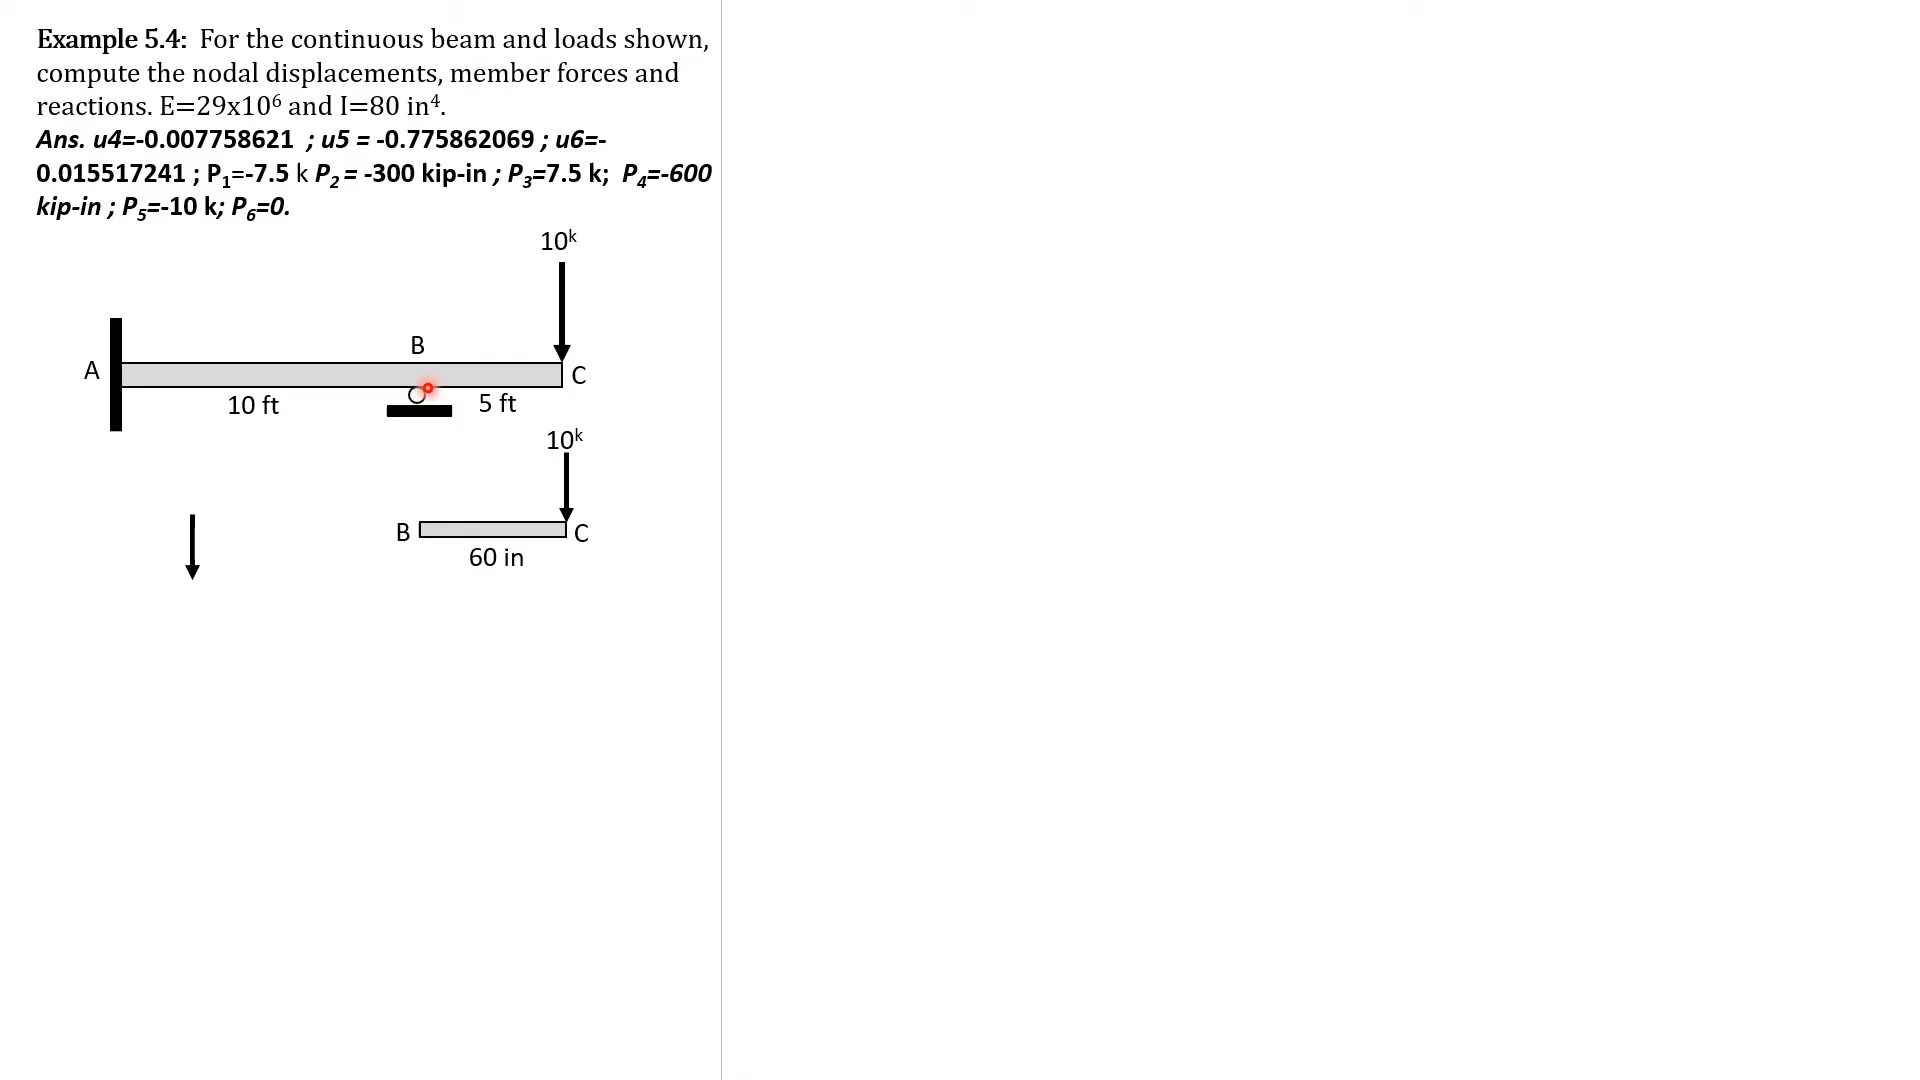 Example 5.4: For the continuous beam and loads shown,
compute the nodal displacements, member forces and
reactions. E=29x10⁶ and I=80 in⁴.
Ans. u4=-0.007758621 ; u5 = -0.775862069 ; u6=-
0.015517241 ; P₁=-7.5 k P₂ = -300 kip-in ; P₃=7.5 k; P₄=-600
kip-in ; P₅=-10 k; P₆=0.
10ᵏ
B
A
C
10 ft
5 ft
10ᵏ
B
C
60 in